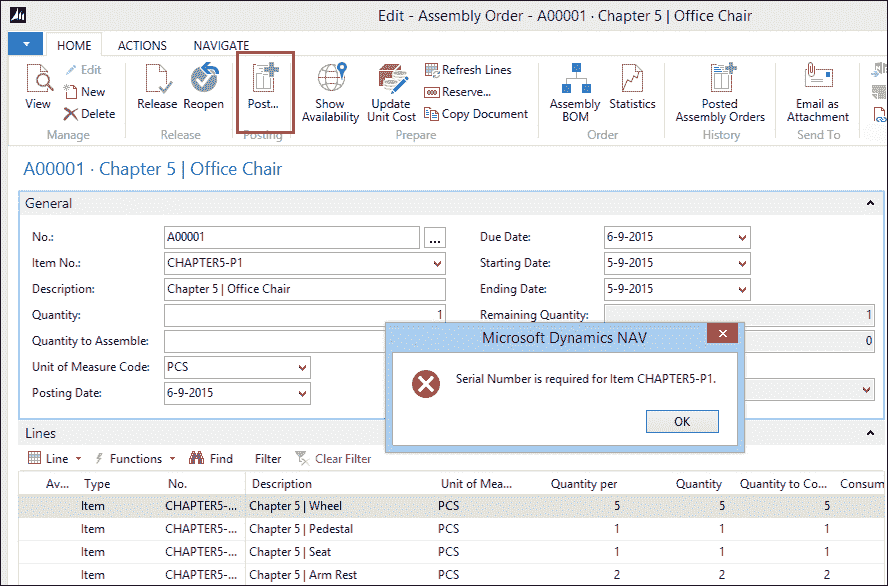 Edit - Assembly Order - A00001 · Chapter 5 | Office Chair
HOME ACTIONS NAVIGATE
View
Edit
New
Delete
Manage
Release Reopen
Release
Post...
Posting
Show Availability
Update Unit Cost
Refresh Lines
Reserve...
Copy Document
Prepare
Assembly BOM
Statistics
Order
Posted Assembly Orders
History
Email as Attachment
Send To
A00001 · Chapter 5 | Office Chair
General
No.: A00001 ...
Item No.: CHAPTER5-P1
Description: Chapter 5 | Office Chair
Quantity: 1
Quantity to Assemble:
Unit of Measure Code: PCS
Posting Date: 6-9-2015
Due Date: 6-9-2015
Starting Date: 5-9-2015
Ending Date: 5-9-2015
Remaining Quantity: 1
0
Microsoft Dynamics NAV
Serial Number is required for Item CHAPTER5-P1.
OK
Lines
Line Functions Find Filter Clear Filter
Av... Type No. Description Unit of Mea... Quantity per Quantity Quantity to Co... Consum
Item CHAPTER5-... Chapter 5 | Wheel PCS 5 5 5
Item CHAPTER5-... Chapter 5 | Pedestal PCS 1 1 1
Item CHAPTER5-... Chapter 5 | Seat PCS 1 1 1
Item CHAPTER5-... Chapter 5 | Arm Rest PCS 2 2 2